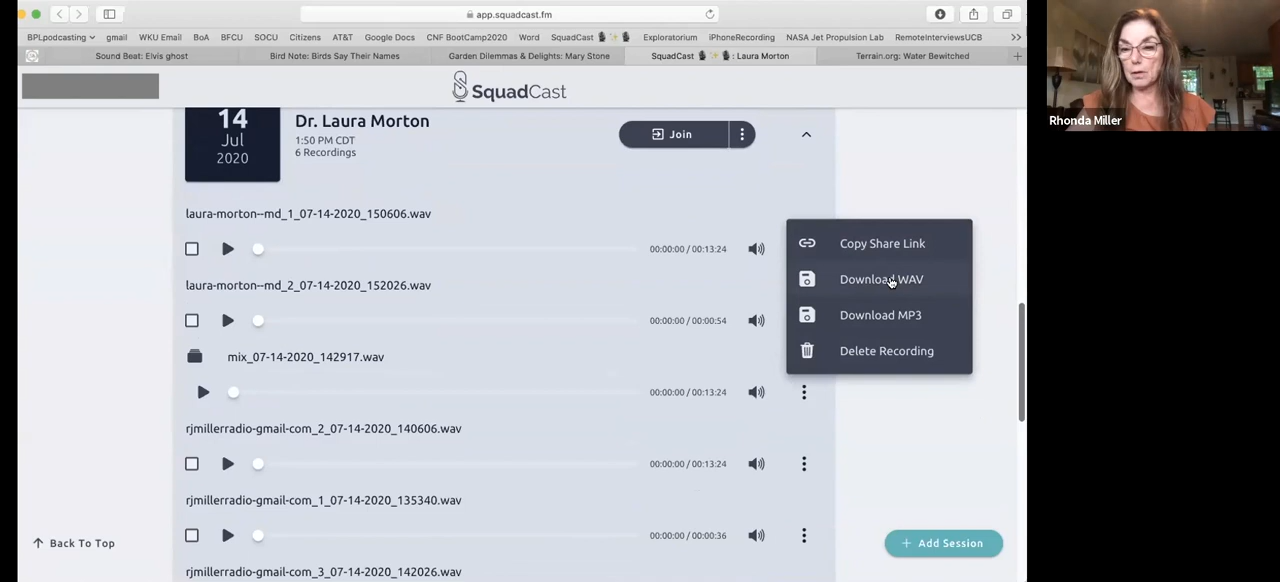 app.squadcast.fm
BPLpodcasting gmail WKU Email BoA BFCU SOCU Citizens AT&T Google Docs CNF BootCamp2020 Word SquadCast Exploratorium iPhoneRecording NASA Jet Propulsion Lab RemoteInterviewsUCB >>
Sound Beat: Elvis ghost
Bird Note: Birds Say Their Names
Garden Dilemmas & Delights: Mary Stone
SquadCast : Laura Morton
Terrain.org: Water Bewitched
SquadCast
14
Jul
2020
Dr. Laura Morton
1:50 PM CDT
6 Recordings
Join
laura-morton--md_1_07-14-2020_150606.wav
00:00:00 / 00:13:24
laura-morton--md_2_07-14-2020_152026.wav
00:00:00 / 00:00:54
mix_07-14-2020_142917.wav
00:00:00 / 00:13:24
rjmillerradio-gmail-com_2_07-14-2020_140606.wav
00:00:00 / 00:13:24
rjmillerradio-gmail-com_1_07-14-2020_135340.wav
00:00:00 / 00:00:36
rjmillerradio-gmail-com_3_07-14-2020_142026.wav
Copy Share Link
Download WAV
Download MP3
Delete Recording
Back To Top
+ Add Session
Rhonda Miller